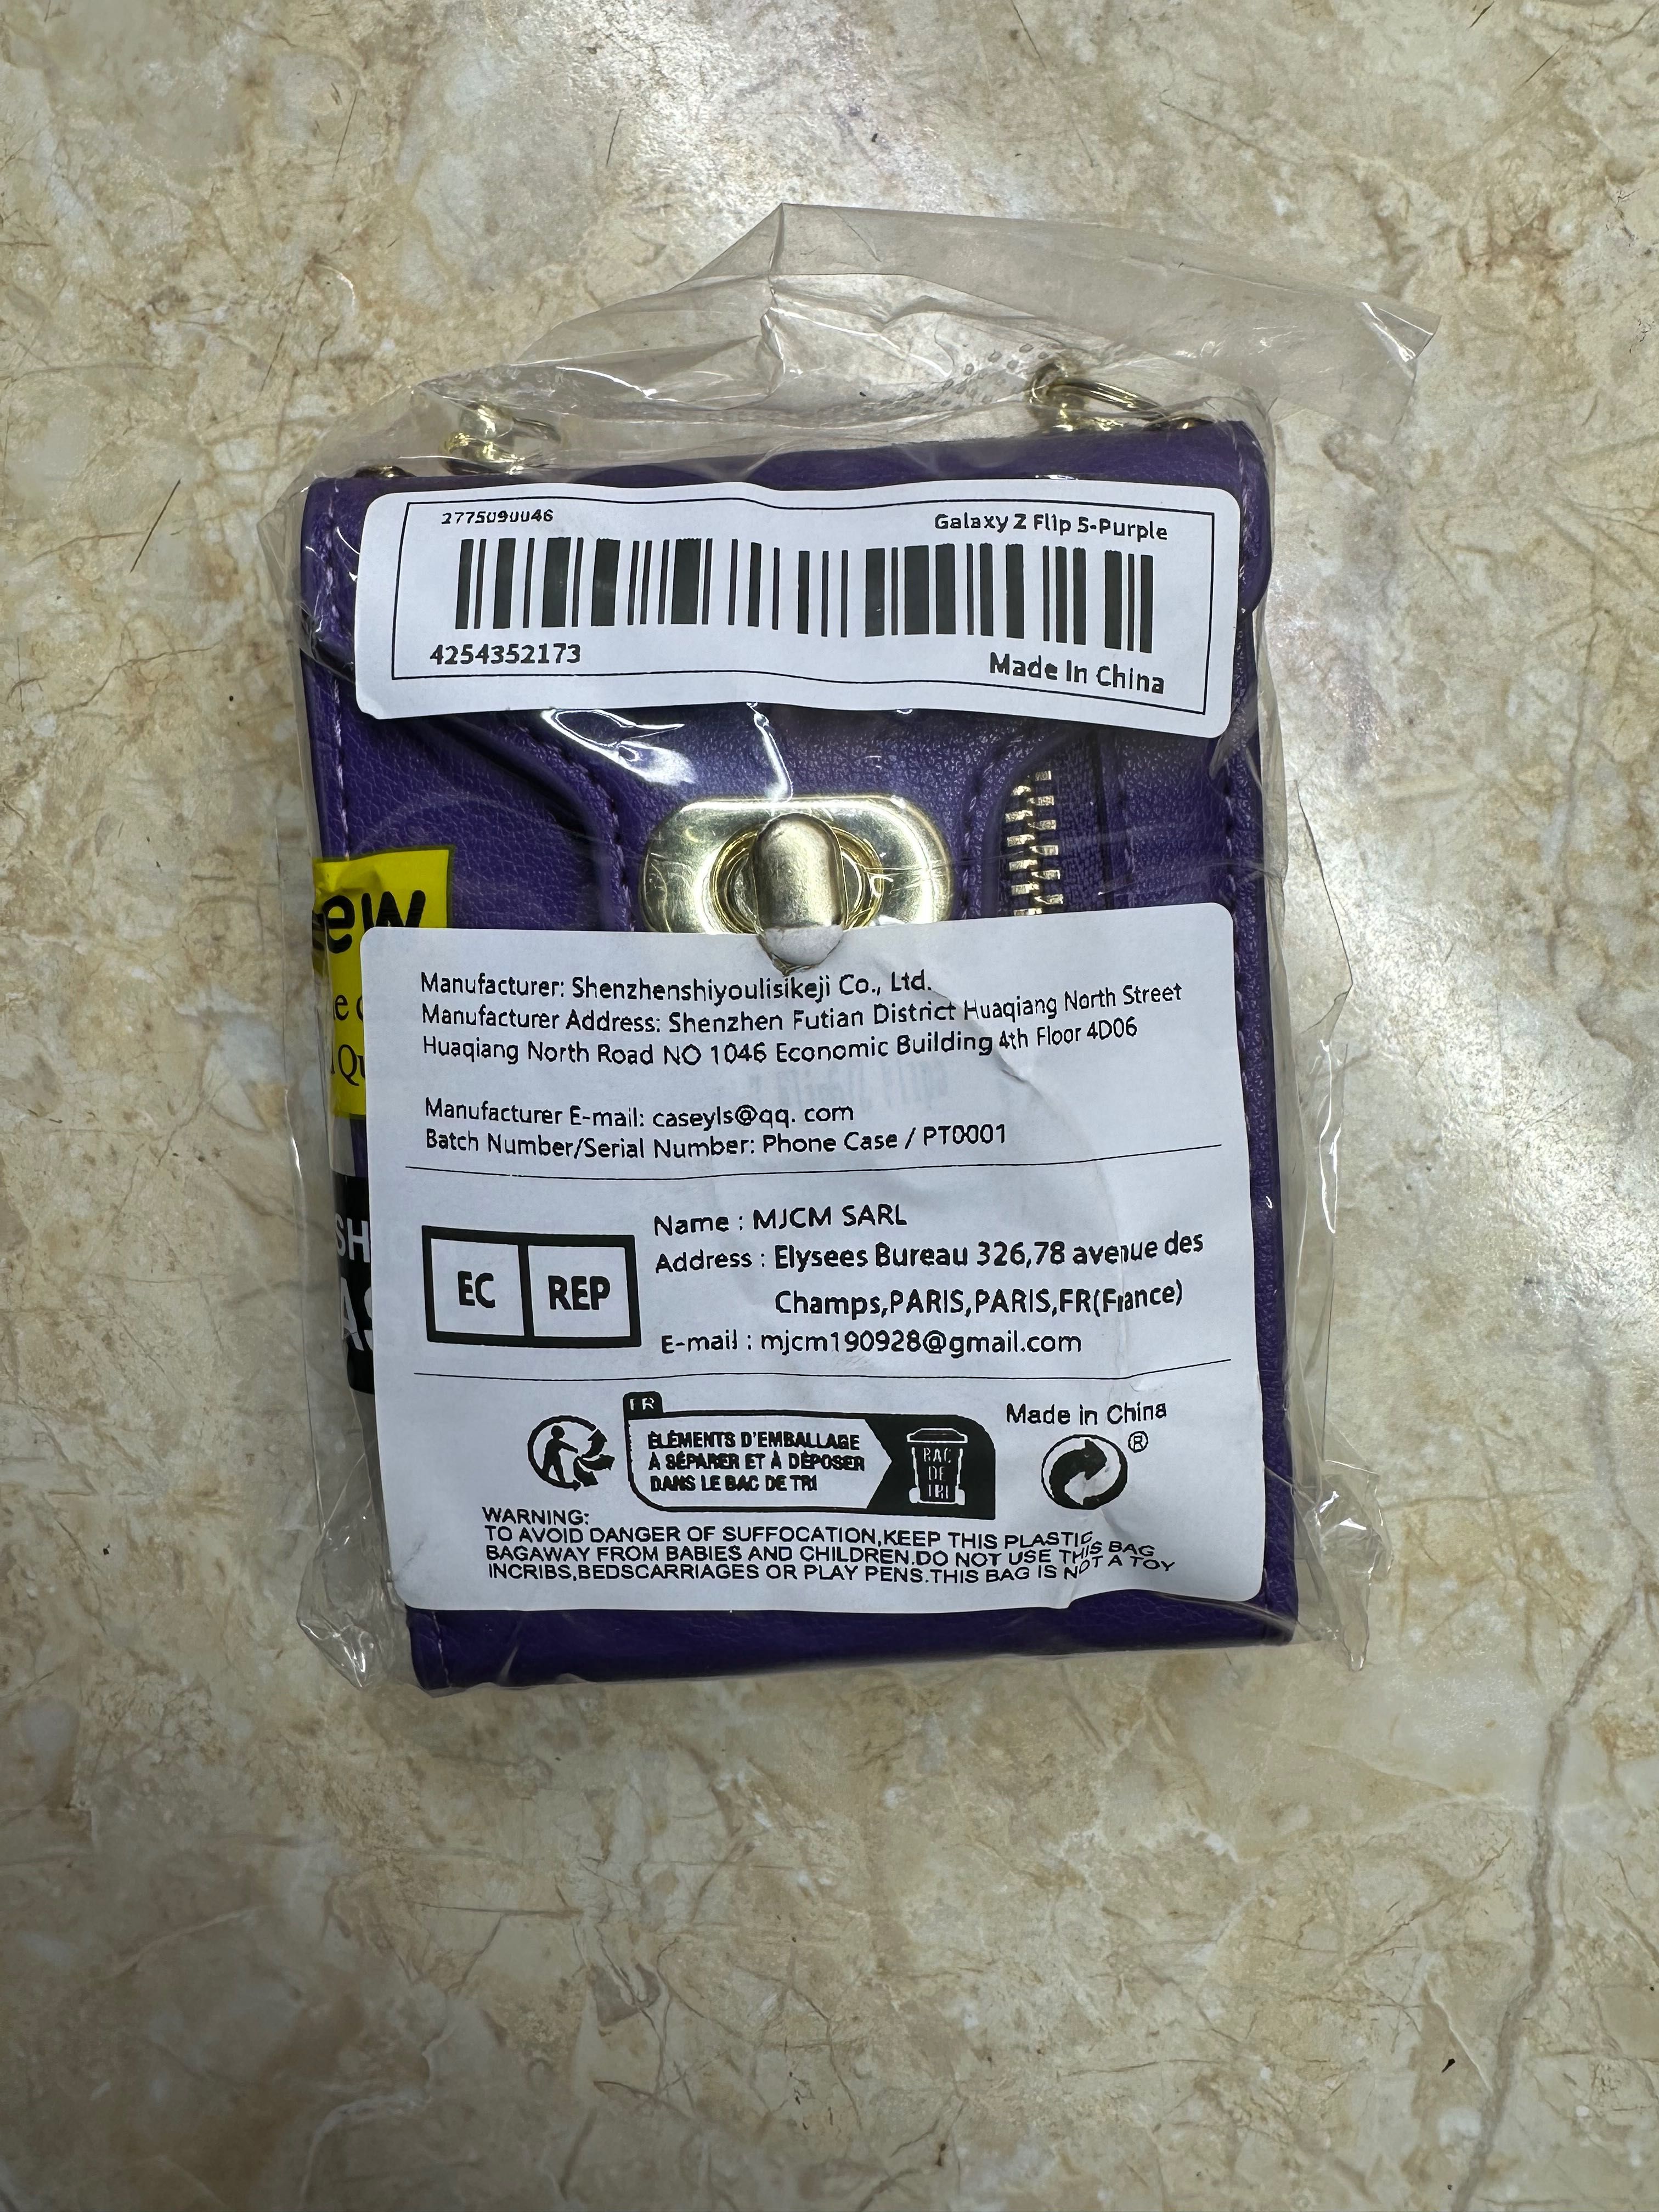 2775090046
Galaxy Z Flip 5-Purple
4254352173
Made In China
ew
Manufacturer: Shenzhenshiyoulisikeji Co., Ltd.
Manufacturer Address: Shenzhen Futian District Huaqiang North Street
Huaqiang North Road NO 1046 Economic Building 4th Floor 4D06
Manufacturer E-mail: caseyls@qq. com
Batch Number/Serial Number: Phone Case / PT0001
SH
EC REP
Name : MJCM SARL
Address : Elysees Bureau 326,78 avenue des
Champs,PARIS,PARIS,FR(France)
E-mail : mjcm190928@gmail.com
FR
ÉLÉMENTS D'EMBALLAGE
À SÉPARER ET À DÉPOSER
DANS LE BAC DE TRI
BAC
DE
TRI
Made in China
®
WARNING:
TO AVOID DANGER OF SUFFOCATION,KEEP THIS PLASTIC
BAGAWAY FROM BABIES AND CHILDREN.DO NOT USE THIS BAG
INCRIBS,BEDSCARRIAGES OR PLAY PENS.THIS BAG IS NOT A TOY